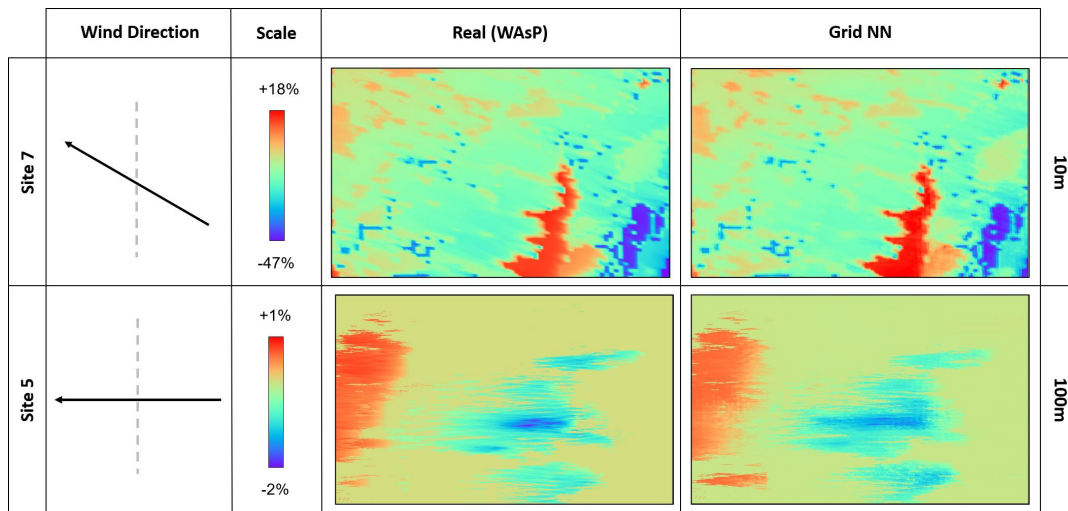 Wind Direction
Scale
Real (WAsP)
Grid NN
Site 7
+18%
-47%
10m
Site 5
+1%
-2%
100m